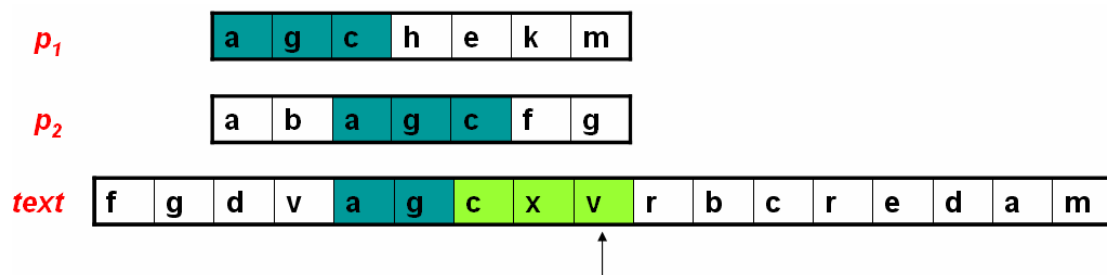 p1 a g c h e k m
p2 a b a g c f g
text f g d v a g c x v r b c r e d a m